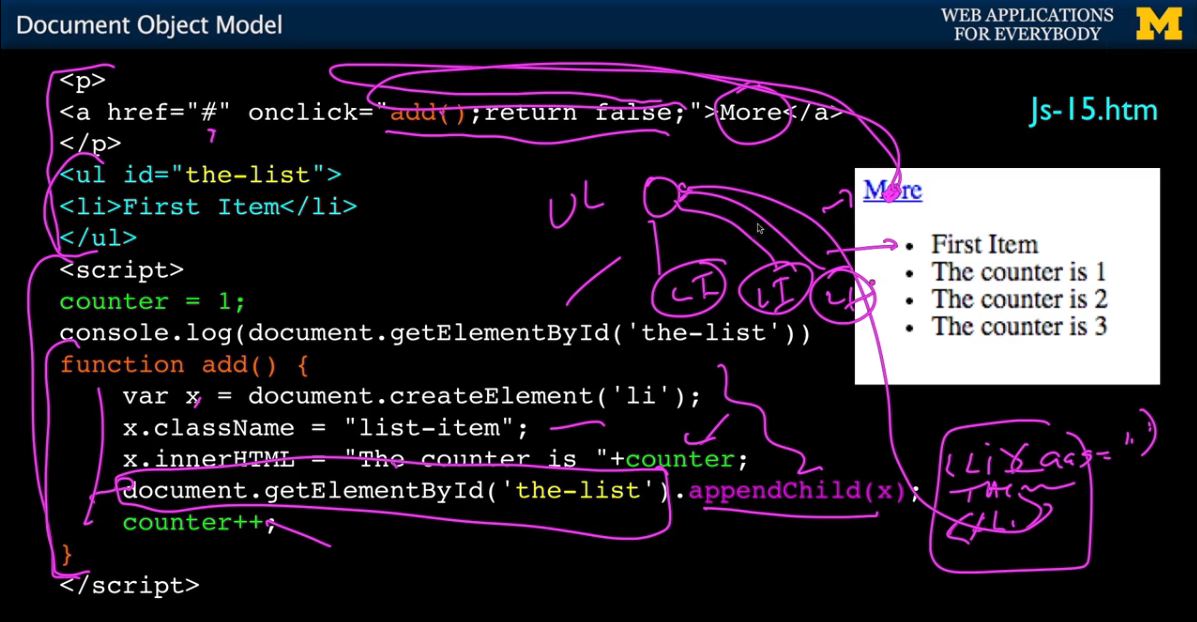 Document Object Model
WEB APPLICATIONS
FOR EVERYBODY
M
<p>
<a href="#" onclick="add();return false;">More</a>
</p>
<ul id="the-list">
<li>First Item</li>
</ul>
<script>
counter = 1;
console.log(document.getElementById('the-list'))
function add() {
var x = document.createElement('li');
x.className = "list-item";
x.innerHTML = "The counter is "+counter;
document.getElementById('the-list').appendChild(x);
counter++;
}
</script>
Js-15.htm
More
First Item
The counter is 1
The counter is 2
The counter is 3
UL
LI
LI
LI